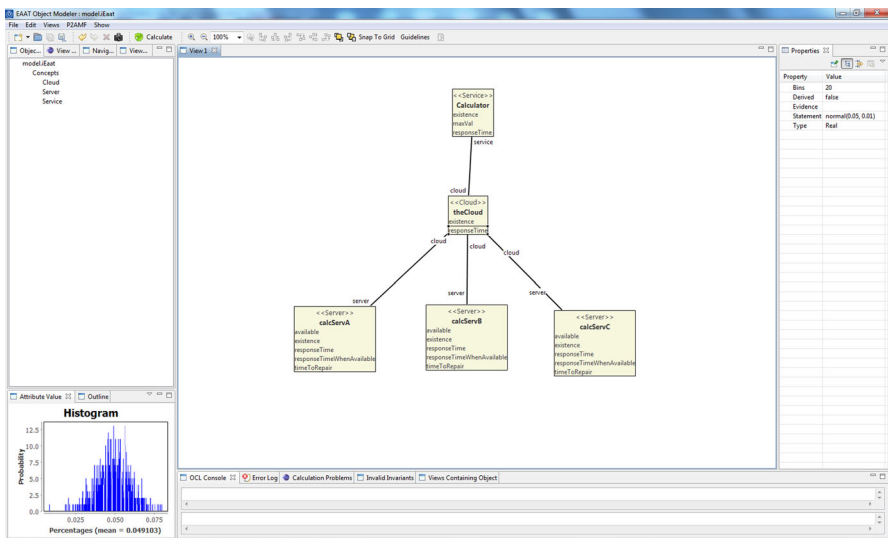 EAAT Object Modeler : model.iEaat
File Edit Views P2AMF Show
Calculate 100% Snap To Grid Guidelines
Objec... View ... Navig... View...
model.iEaat
Concepts
Cloud
Server
Service
View 1
<<Service>>
Calculator
existence
maxVal
responseTime
service
cloud
<<Cloud>>
theCloud
existence
responseTime
cloud
cloud
cloud
server
server
server
<<Server>>
calcServA
available
existence
responseTime
responseTimeWhenAvailable
timeToRepair
<<Server>>
calcServB
available
existence
responseTime
responseTimeWhenAvailable
timeToRepair
<<Server>>
calcServC
available
existence
responseTime
responseTimeWhenAvailable
timeToRepair
Properties
Property Value
Bins 20
Derived false
Evidence
Statement normal(0.05, 0.01)
Type Real
Attribute Value Outline
Histogram
Probability
12.5
10.0
7.5
5.0
2.5
0.0
0.025 0.050 0.075
Percentages (mean = 0.049103)
OCL Console Error Log Calculation Problems Invalid Invariants Views Containing Object